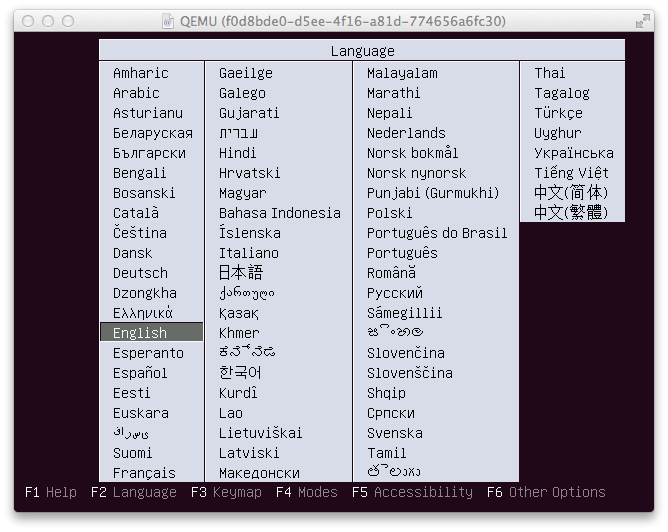 QEMU (f0d8bde0-d5ee-4f16-a81d-774656a6fc30)
Language
Amharic
Arabic
Asturianu
Беларуская
Български
Bengali
Bosanski
Català
Čeština
Dansk
Deutsch
Dzongkha
Ελληνικά
English
Esperanto
Español
Eesti
Euskara
فارسی
Suomi
Français
Gaeilge
Galego
Gujarati
עברית
Hindi
Hrvatski
Magyar
Bahasa Indonesia
Íslenska
Italiano
日本語
ქართული
Қазақ
Khmer
ಕನ್ನಡ
한국어
Kurdî
Lao
Lietuviškai
Latviski
Македонски
Malayalam
Marathi
Nepali
Nederlands
Norsk bokmål
Norsk nynorsk
Punjabi (Gurmukhi)
Polski
Português do Brasil
Português
Română
Русский
Sámegillii
සිංහල
Slovenčina
Slovenščina
Shqip
Српски
Svenska
Tamil
తెలుగు
Thai
Tagalog
Türkçe
Uyghur
Українська
Tiếng Việt
中文(简体)
中文(繁體)
F1 Help F2 Language F3 Keymap F4 Modes F5 Accessibility F6 Other Options